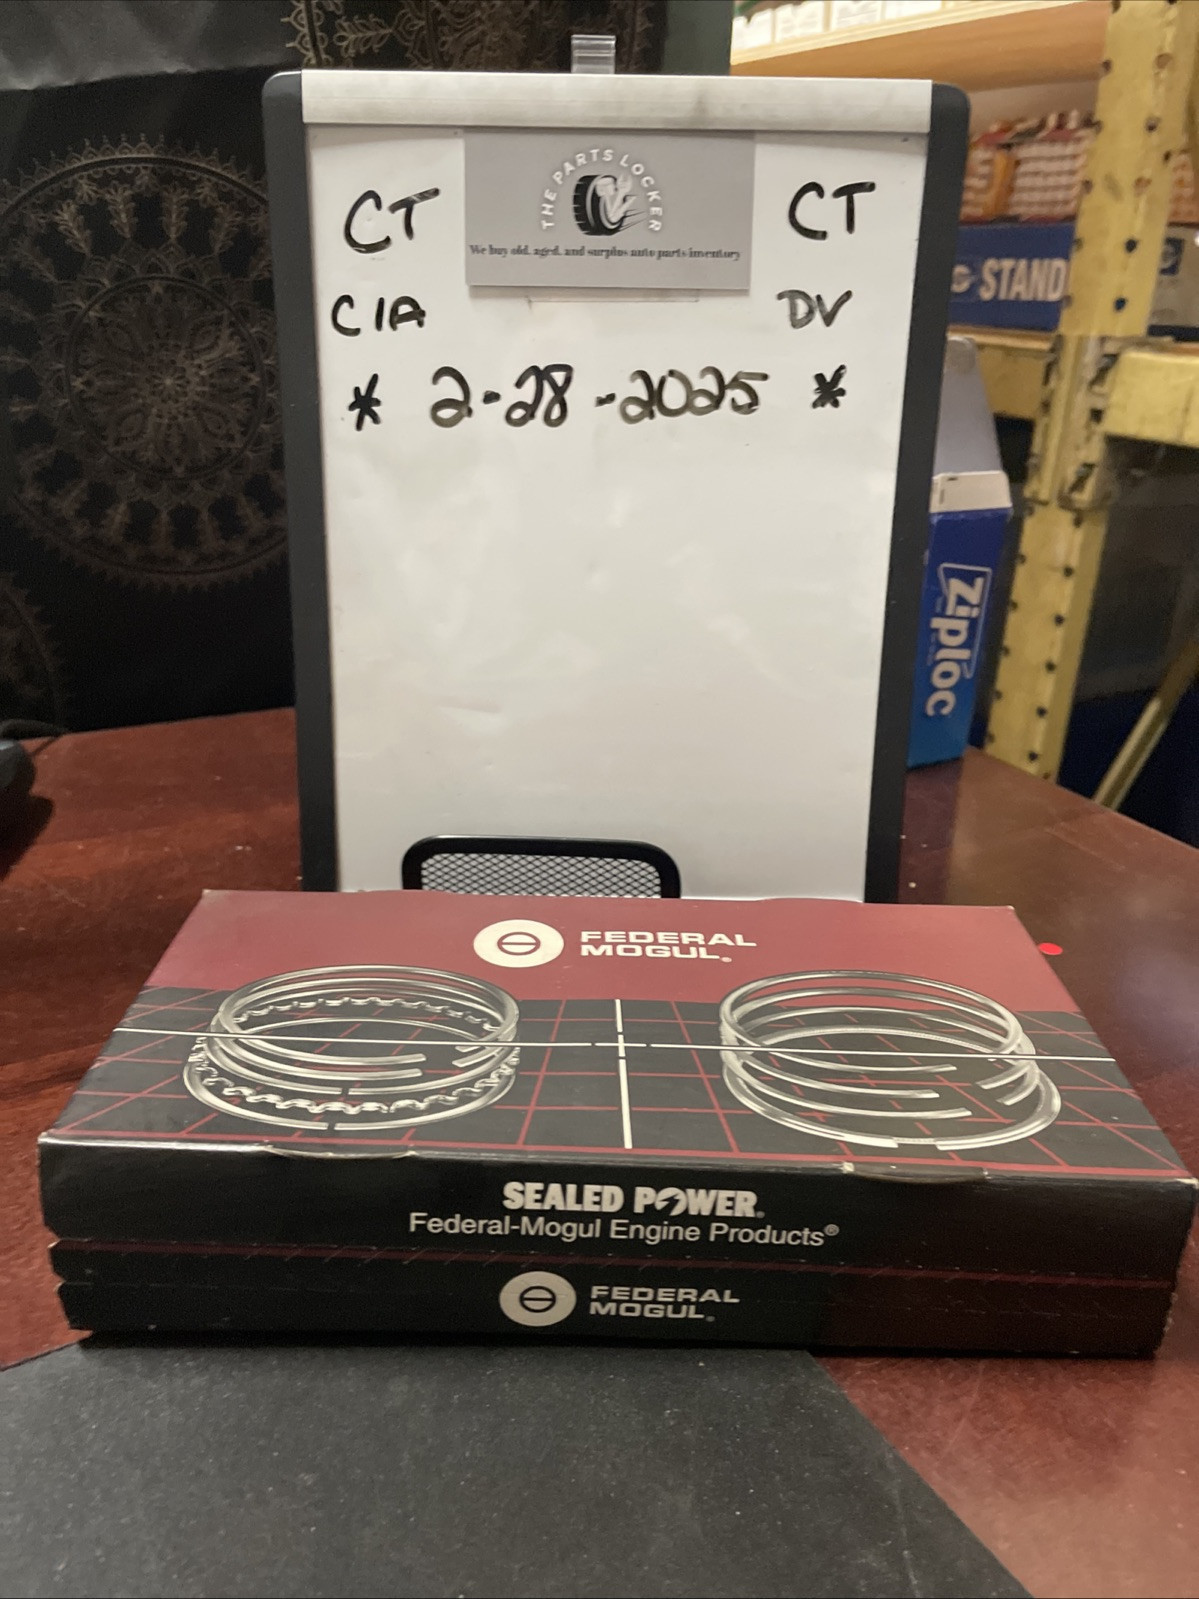 THE PARTS LOCKER
We buy old, aged, and surplus auto parts inventory
CT CT
CIA DV
* 2-28-2025 *
STAND
Ziploc
FEDERAL
MOGUL®
SEALED POWER®
Federal-Mogul Engine Products®
FEDERAL
MOGUL®